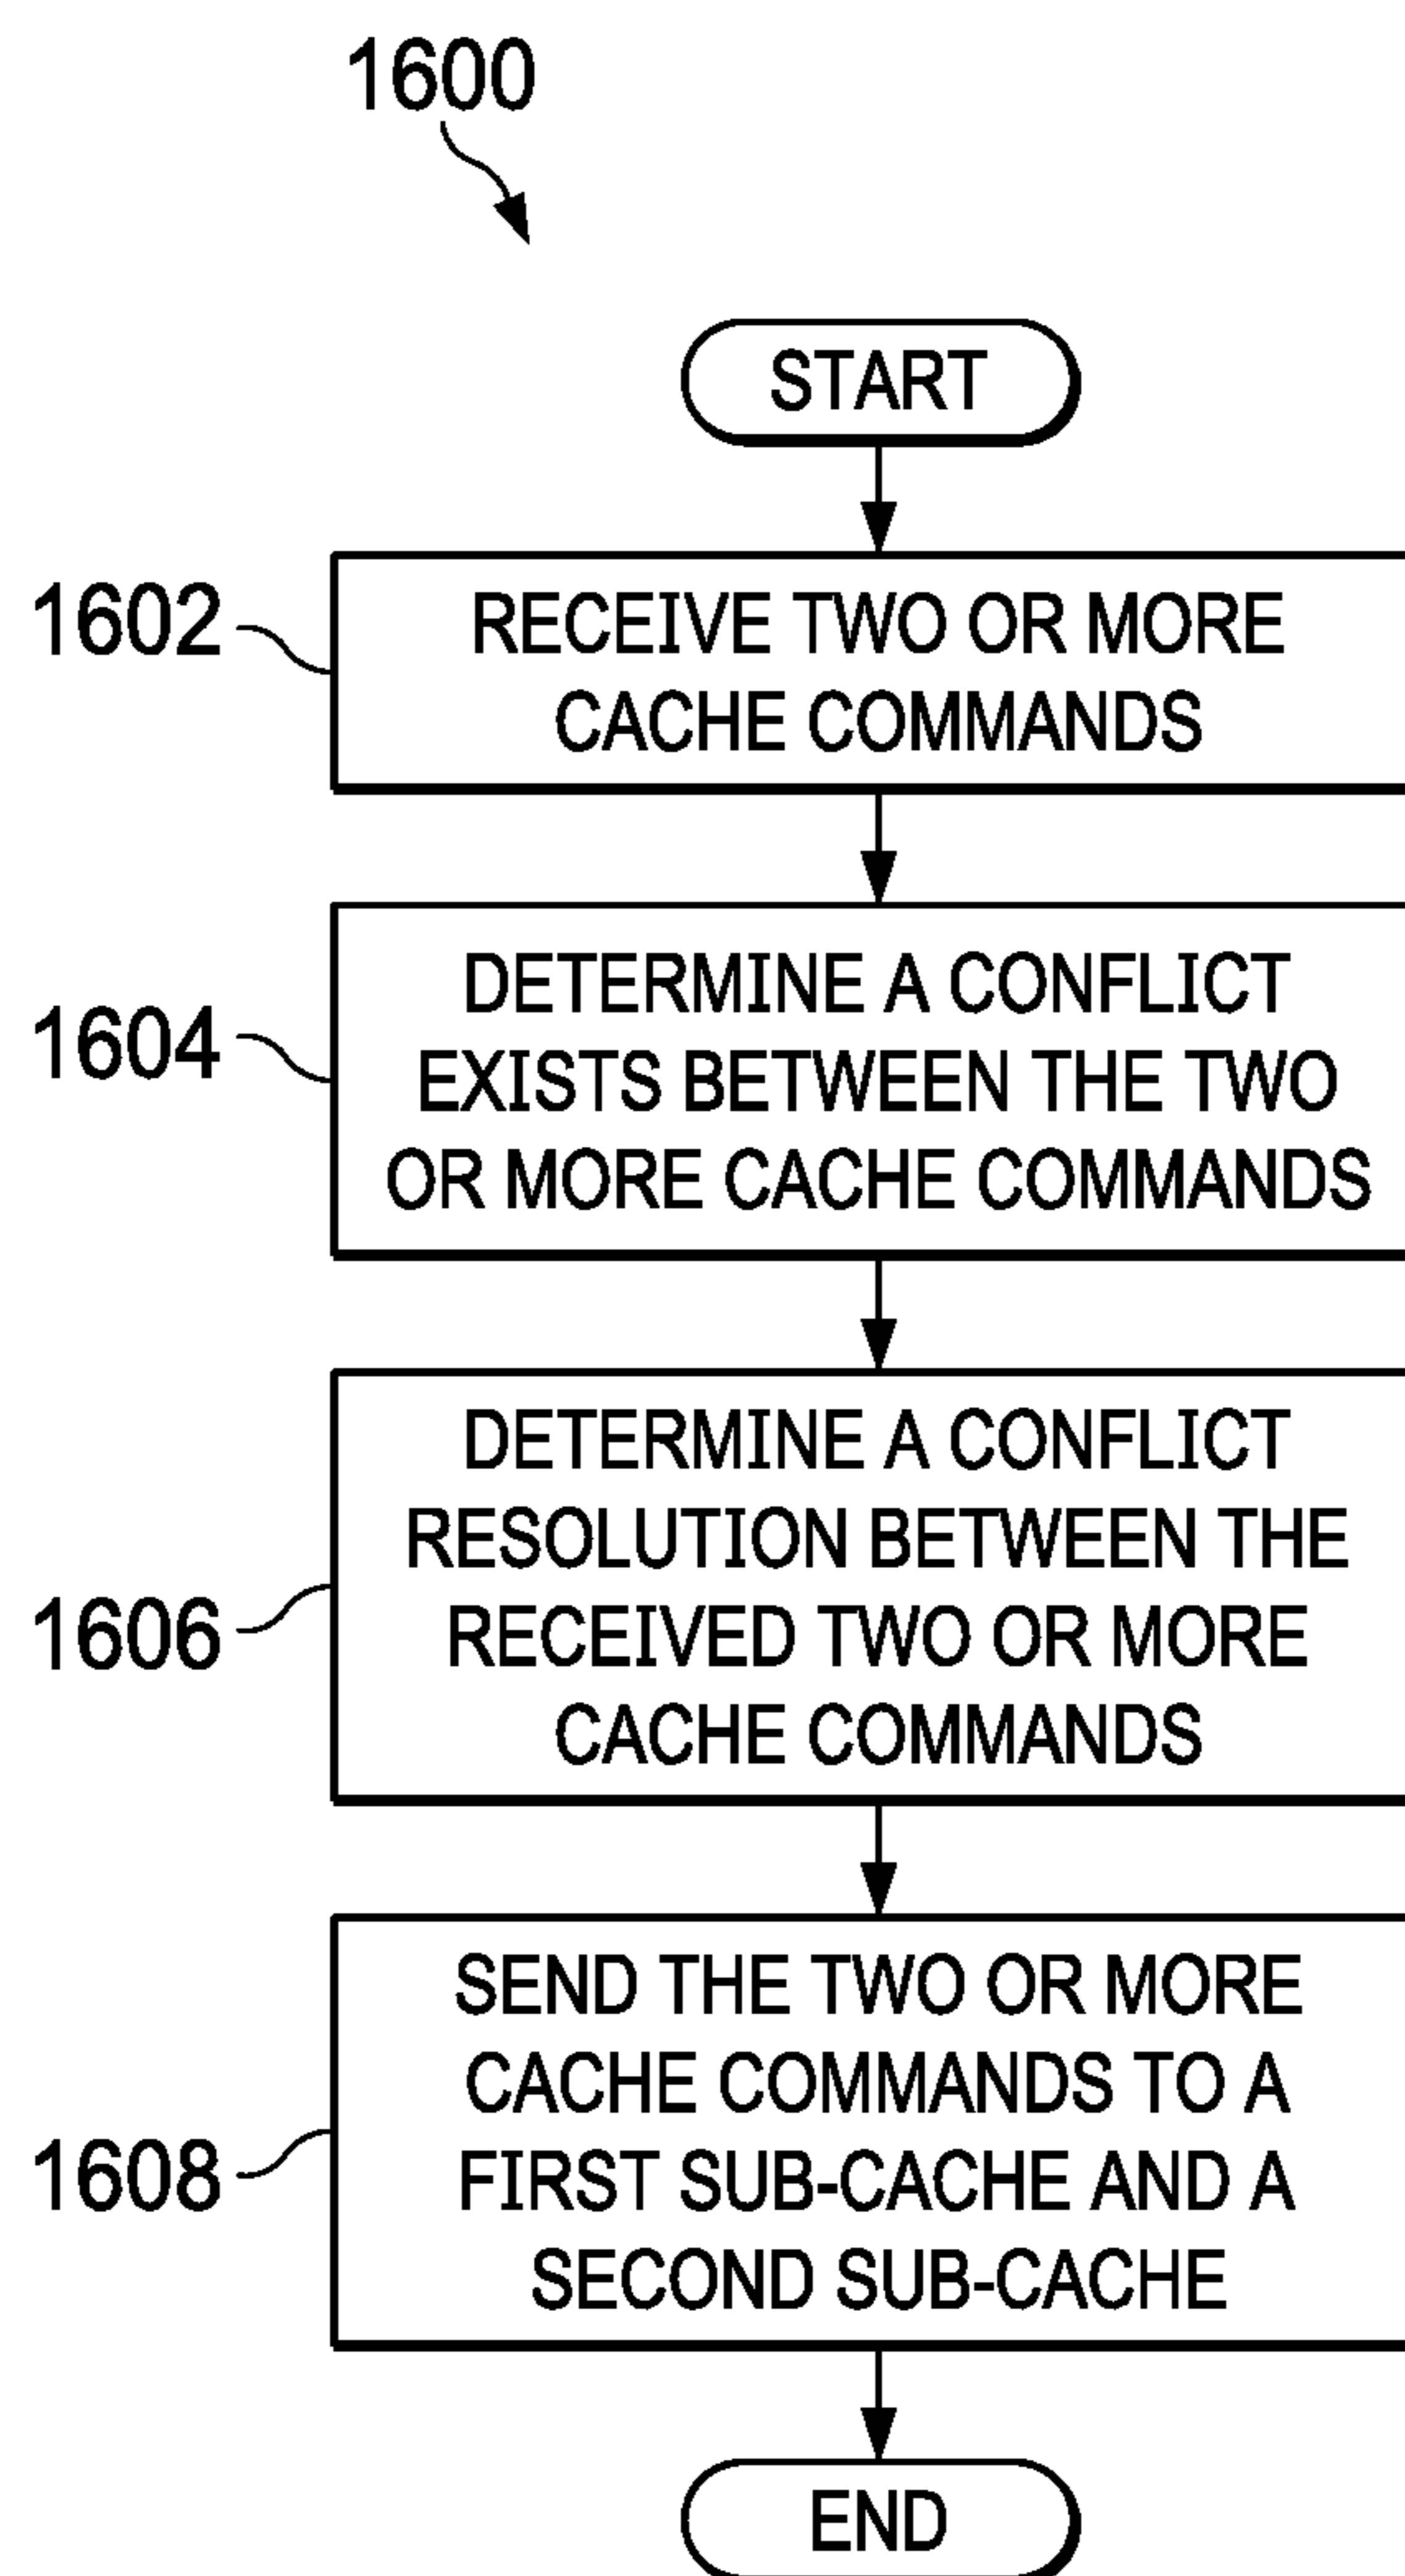 1600
START
1602
RECEIVE TWO OR MORE
CACHE COMMANDS
1604
DETERMINE A CONFLICT
EXISTS BETWEEN THE TWO
OR MORE CACHE COMMANDS
1606
DETERMINE A CONFLICT
RESOLUTION BETWEEN THE
RECEIVED TWO OR MORE
CACHE COMMANDS
1608
SEND THE TWO OR MORE
CACHE COMMANDS TO A
FIRST SUB-CACHE AND A
SECOND SUB-CACHE
END